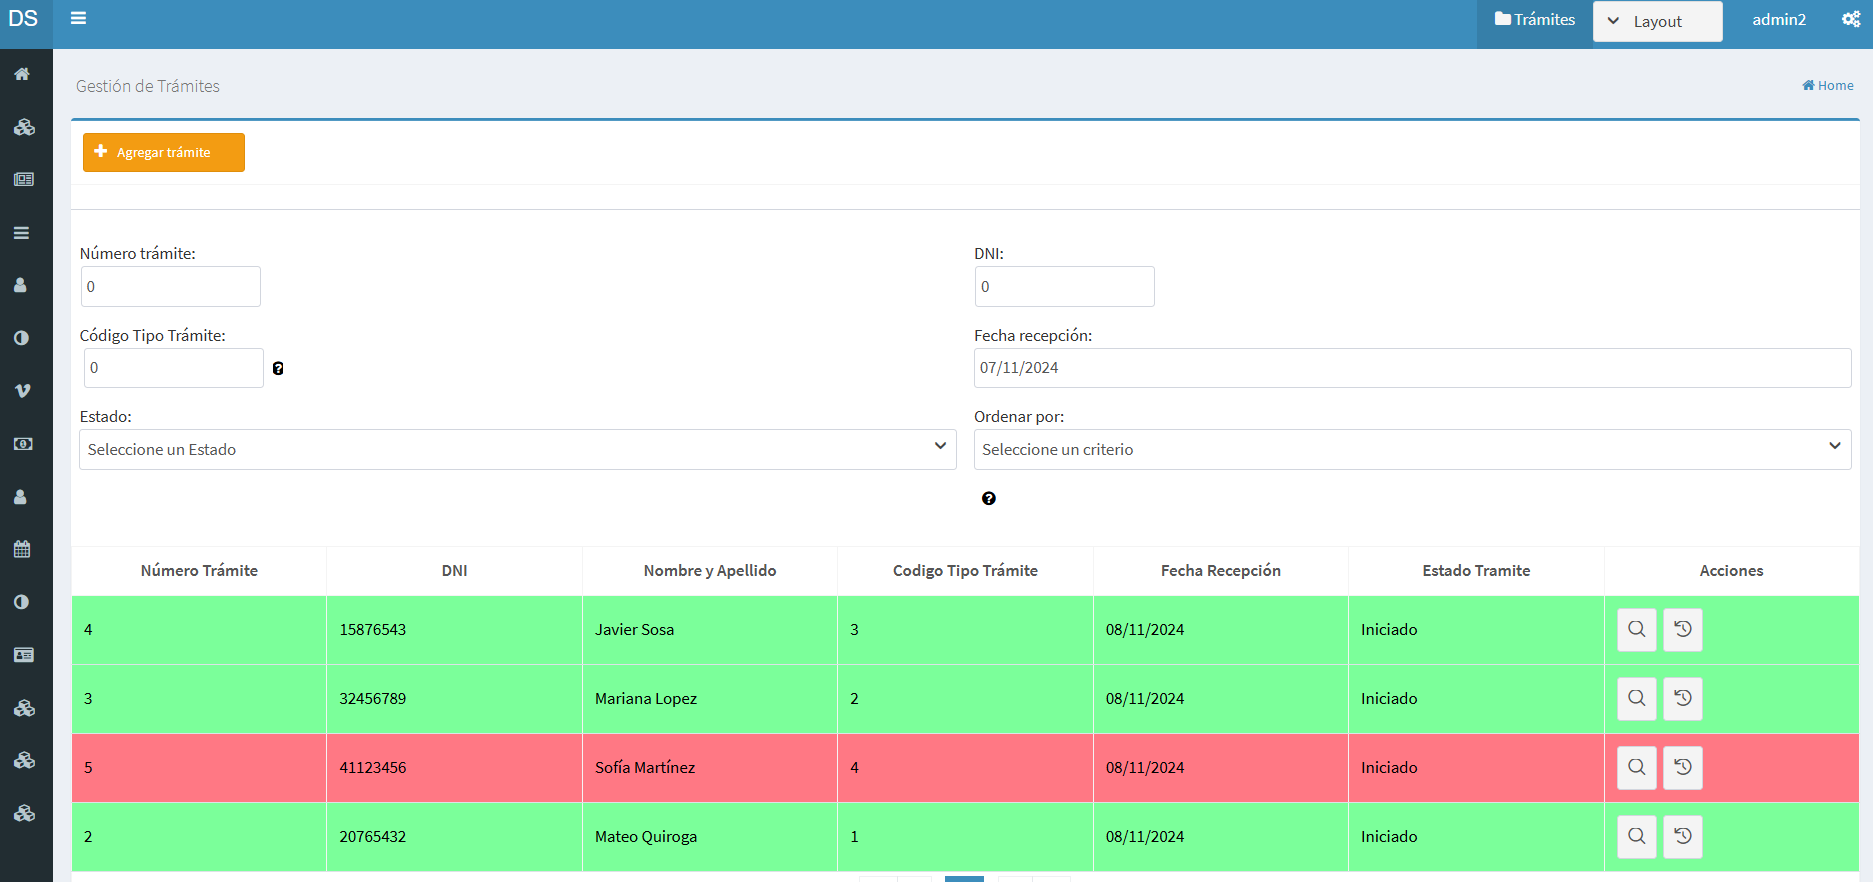 DS
Trámites
Layout
admin2
Gestión de Trámites
Home
Agregar trámite
Número trámite:
DNI:
0
0
Código Tipo Trámite:
Fecha recepción:
0
07/11/2024
Estado:
Ordenar por:
Seleccione un Estado
Seleccione un criterio
Número Trámite DNI Nombre y Apellido Codigo Tipo Trámite Fecha Recepción Estado Tramite Acciones
4 15876543 Javier Sosa 3 08/11/2024 Iniciado
3 32456789 Mariana Lopez 2 08/11/2024 Iniciado
5 41123456 Sofía Martínez 4 08/11/2024 Iniciado
2 20765432 Mateo Quiroga 1 08/11/2024 Iniciado